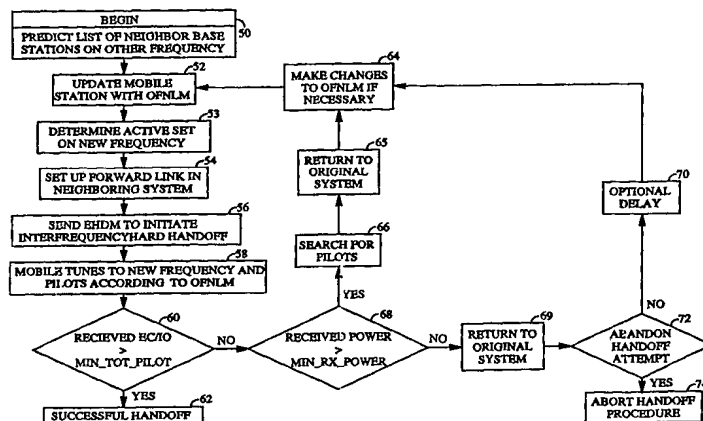 BEGIN
PREDICT LIST OF NEIGHBOR BASE
STATIONS ON OTHER FREQUENCY
50
52
UPDATE MOBILE
STATION WITH OFNLM
53
DETERMINE ACTIVE SET
ON NEW FREQUENCY
54
SET UP FORWARD LINK IN
NEIGHBORING SYSTEM
56
SEND EHDM TO INITIATE
INTERFREQUENCYHARD HANDOFF
58
MOBILE TUNES TO NEW FREQUENCY AND
PILOTS ACCORDING TO OFNLM
60
RECIEVED EC/IO
>
MIN_TOT_PILOT
NO
YES
62
SUCCESSFUL HANDOFF
64
MAKE CHANGES
TO OFNLM IF
NECESSARY
65
RETURN TO
ORIGINAL
SYSTEM
66
SEARCH FOR
PILOTS
YES
68
RECEIVED POWER
>
MIN_RX_POWER
NO
69
RETURN TO
ORIGINAL
SYSTEM
70
OPTIONAL
DELAY
NO
72
ABANDON
HANDOFF
ATTEMPT
YES
74
ABORT HANDOFF
PROCEDURE